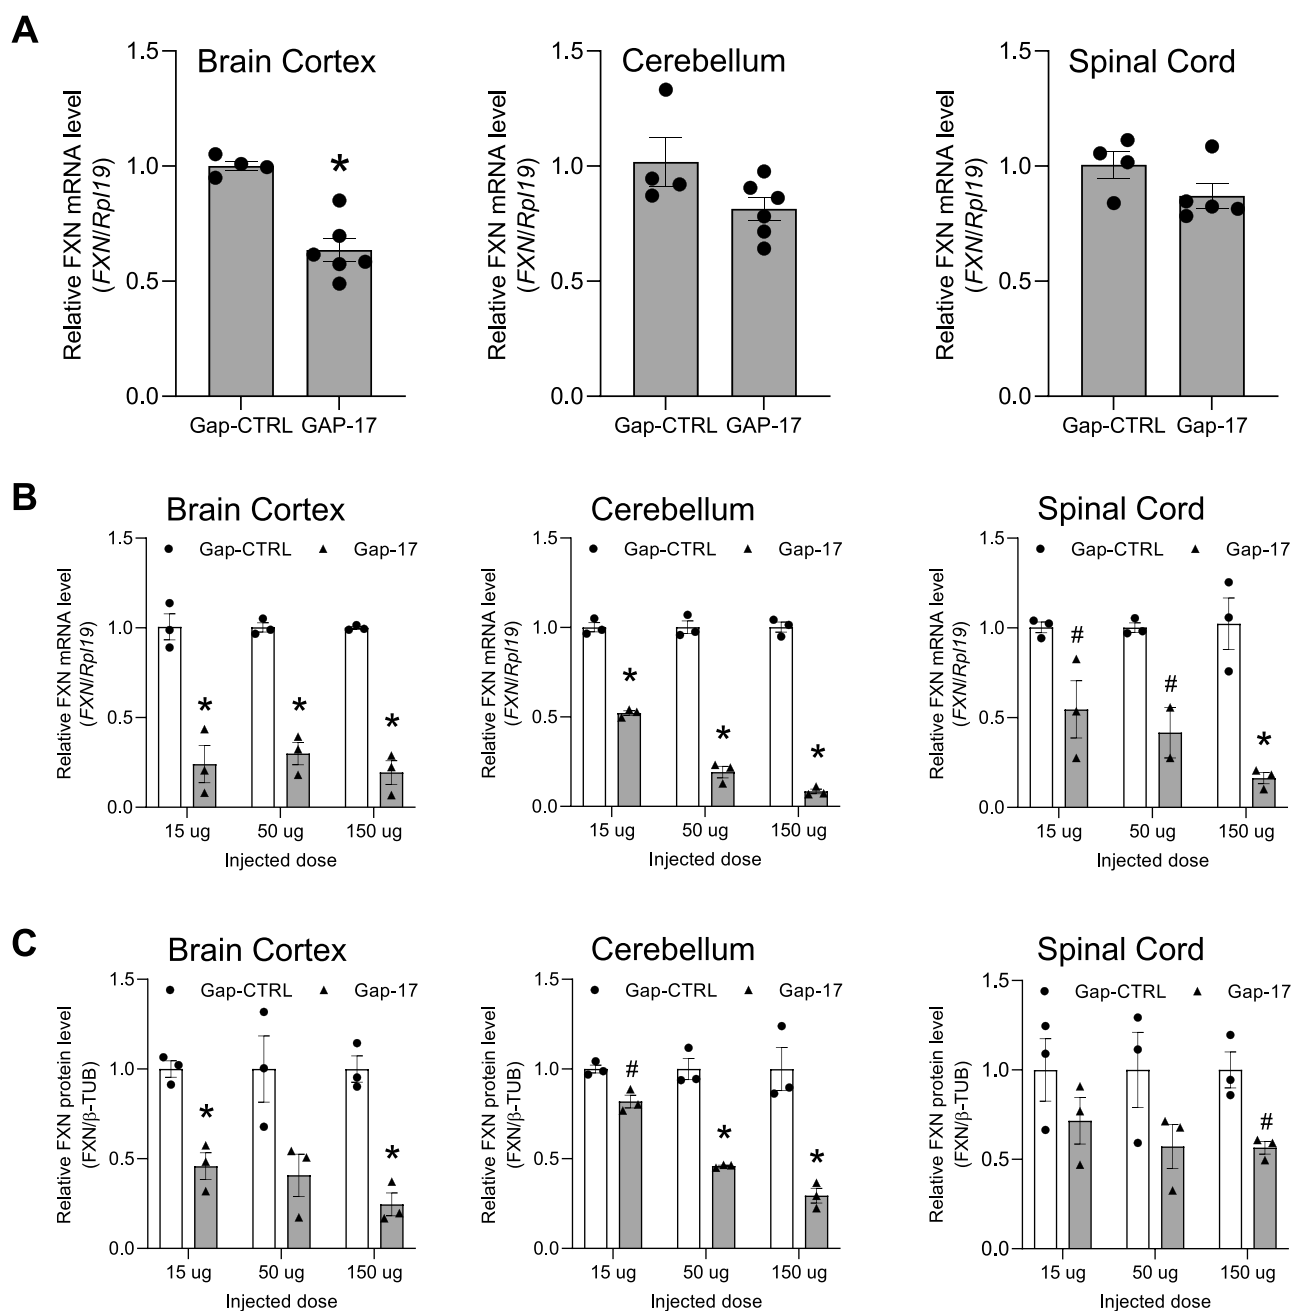 A
Brain Cortex
Relative FXN mRNA level
(FXN/Rpl19)
1.5
1.0
0.5
0.0
*
Gap-CTRL GAP-17
Cerebellum
Relative FXN mRNA level
(FXN/Rpl19)
1.5
1.0
0.5
0.0
Gap-CTRL GAP-17
Spinal Cord
Relative FXN mRNA level
(FXN/Rpl19)
1.5
1.0
0.5
0.0
Gap-CTRL Gap-17
B
Brain Cortex
Gap-CTRL Gap-17
Relative FXN mRNA level
(FXN/Rpl19)
1.5
1.0
0.5
0.0
* * *
15 ug 50 ug 150 ug
Injected dose
Cerebellum
Gap-CTRL Gap-17
Relative FXN mRNA level
(FXN/Rpl19)
1.5
1.0
0.5
0.0
* * *
15 ug 50 ug 150 ug
Injected dose
Spinal Cord
Gap-CTRL Gap-17
Relative FXN mRNA level
(FXN/Rpl19)
1.5
1.0
0.5
0.0
# # *
15 ug 50 ug 150 ug
Injected dose
C
Brain Cortex
Gap-CTRL Gap-17
Relative FXN protein level
(FXN/β-TUB)
1.5
1.0
0.5
0.0
* *
15 ug 50 ug 150 ug
Injected dose
Cerebellum
Gap-CTRL Gap-17
Relative FXN protein level
(FXN/β-TUB)
1.5
1.0
0.5
0.0
# * *
15 ug 50 ug 150 ug
Injected dose
Spinal Cord
Gap-CTRL Gap-17
Relative FXN protein level
(FXN/β-TUB)
1.5
1.0
0.5
0.0
#
15 ug 50 ug 150 ug
Injected dose